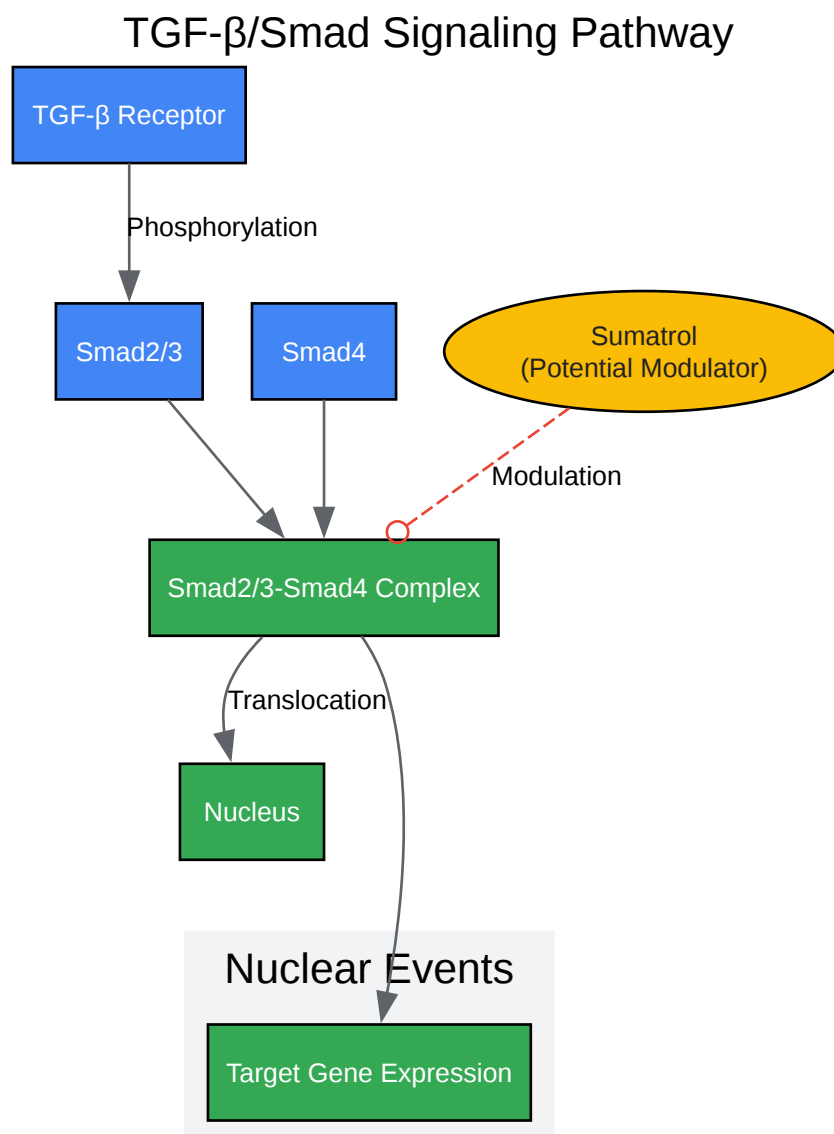 TGF-β/Smad Signaling Pathway
TGF-β Receptor
Phosphorylation
Smad2/3
Smad4
Sumatrol
(Potential Modulator)
Modulation
Smad2/3-Smad4 Complex
Translocation
Nucleus
Nuclear Events
Target Gene Expression